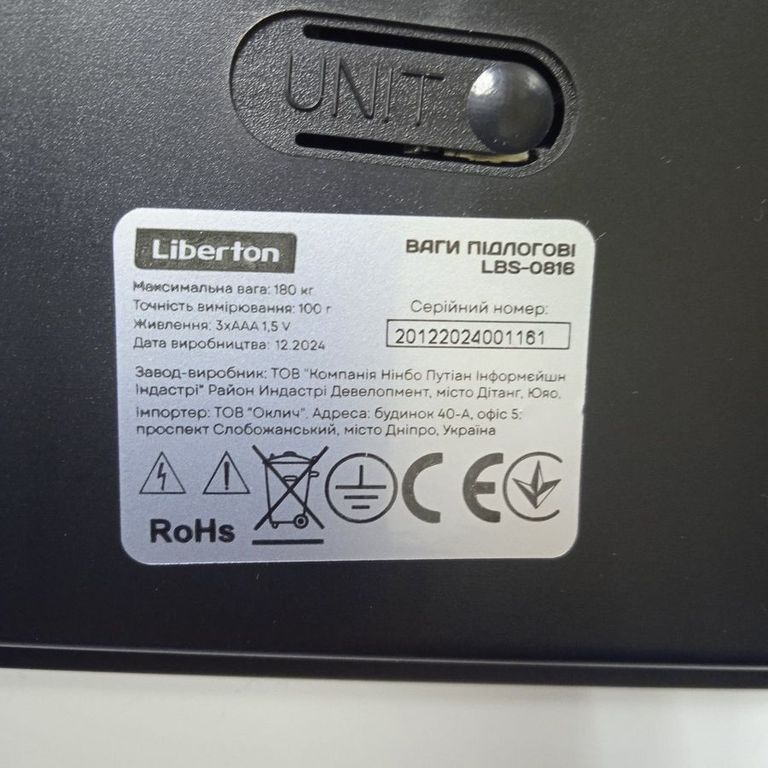 UNIT
Liberton
ВАГИ ПІДЛОГОВІ
LBS-0816
Максимальна вага: 180 кг
Точність вимірювання: 100 г
Живлення: 3xAAA 1,5 V
Дата виробництва: 12.2024
Серійний номер:
20122024001161
Завод-виробник: ТОВ "Компанія Нінбо Путіан Інформейшн
Індастрі" Район Индастрі Девелопмент, місто Дітанг, Юяо,
Імпортер: ТОВ "Оклич". Адреса: будинок 40-А, офіс 5;
проспект Слобожанський, місто Дніпро, Україна
RoHs
CE